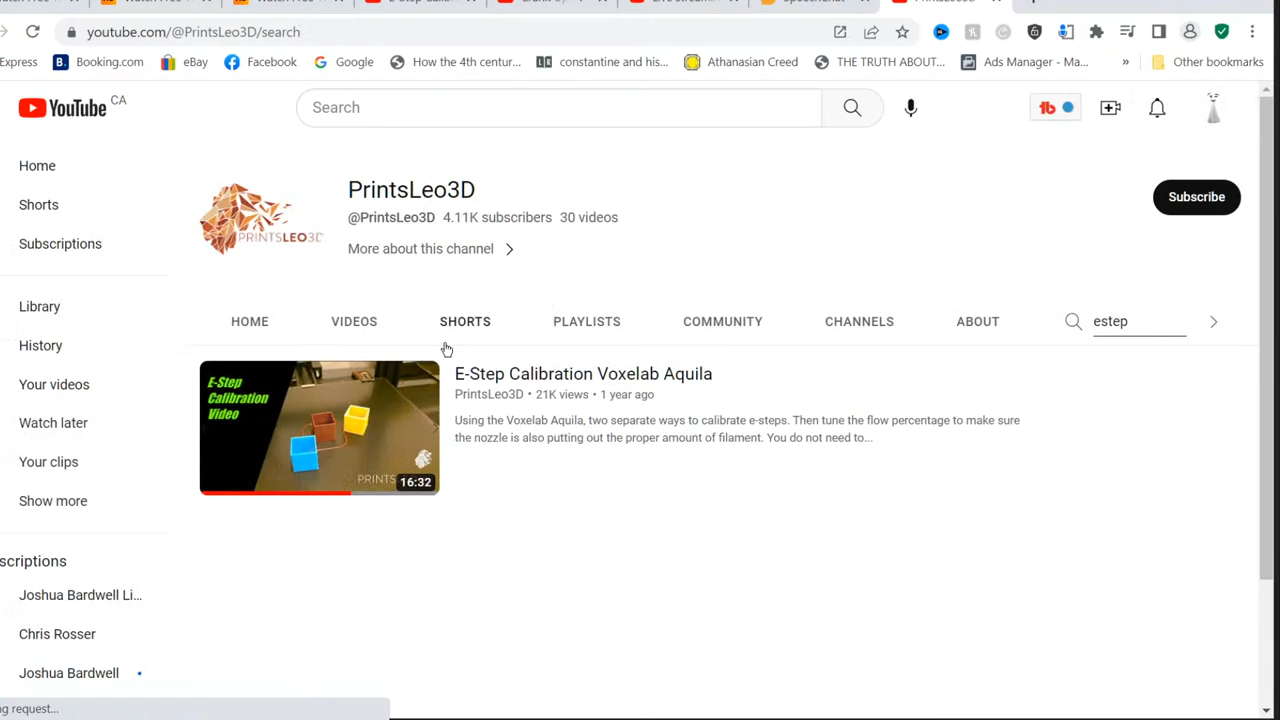 youtube.com/@PrintsLeo3D/search
Express
Booking.com
eBay
Facebook
Google
How the 4th centur...
constantine and his...
Athanasian Creed
THE TRUTH ABOUT...
Ads Manager - Ma...
»
Other bookmarks
YouTube CA
Search
Home
Shorts
Subscriptions
Library
History
Your videos
Watch later
Your clips
Show more
scriptions
Joshua Bardwell Li...
Chris Rosser
Joshua Bardwell
PRINTSLEO3D
PrintsLeo3D
@PrintsLeo3D 4.11K subscribers 30 videos
More about this channel
Subscribe
HOME VIDEOS SHORTS PLAYLISTS COMMUNITY CHANNELS ABOUT estep
E-Step
Calibration
Video
PRINTS
16:32
E-Step Calibration Voxelab Aquila
PrintsLeo3D • 21K views • 1 year ago
Using the Voxelab Aquila, two separate ways to calibrate e-steps. Then tune the flow percentage to make sure
the nozzle is also putting out the proper amount of filament. You do not need to...
ng request...